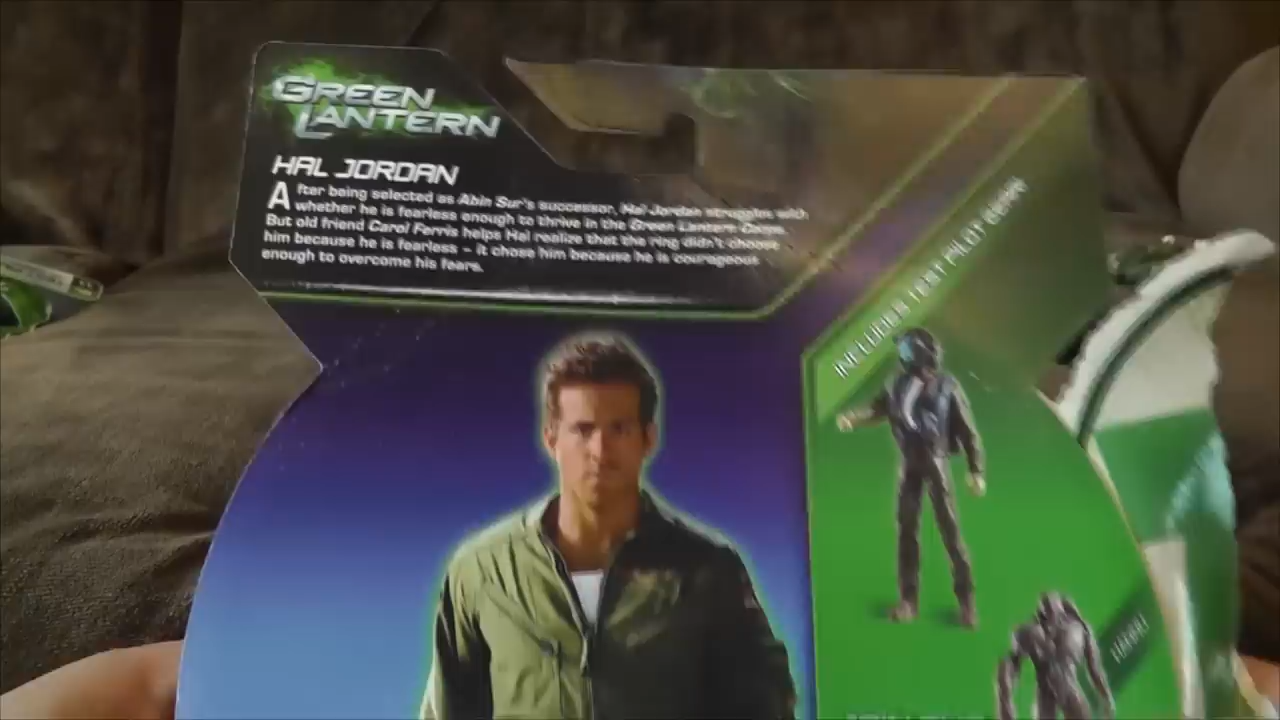 GREEN
LANTERN
HAL JORDAN
After being selected as Abin Sur's successor, Hal Jordan struggles with
whether he is fearless enough to thrive in the Green Lantern Corps.
But old friend Carol Ferris helps Hal realize that the ring didn't choose
him because he is fearless – it chose him because he is courageous
enough to overcome his fears.
INCLUDES TEST PILOT GEAR!